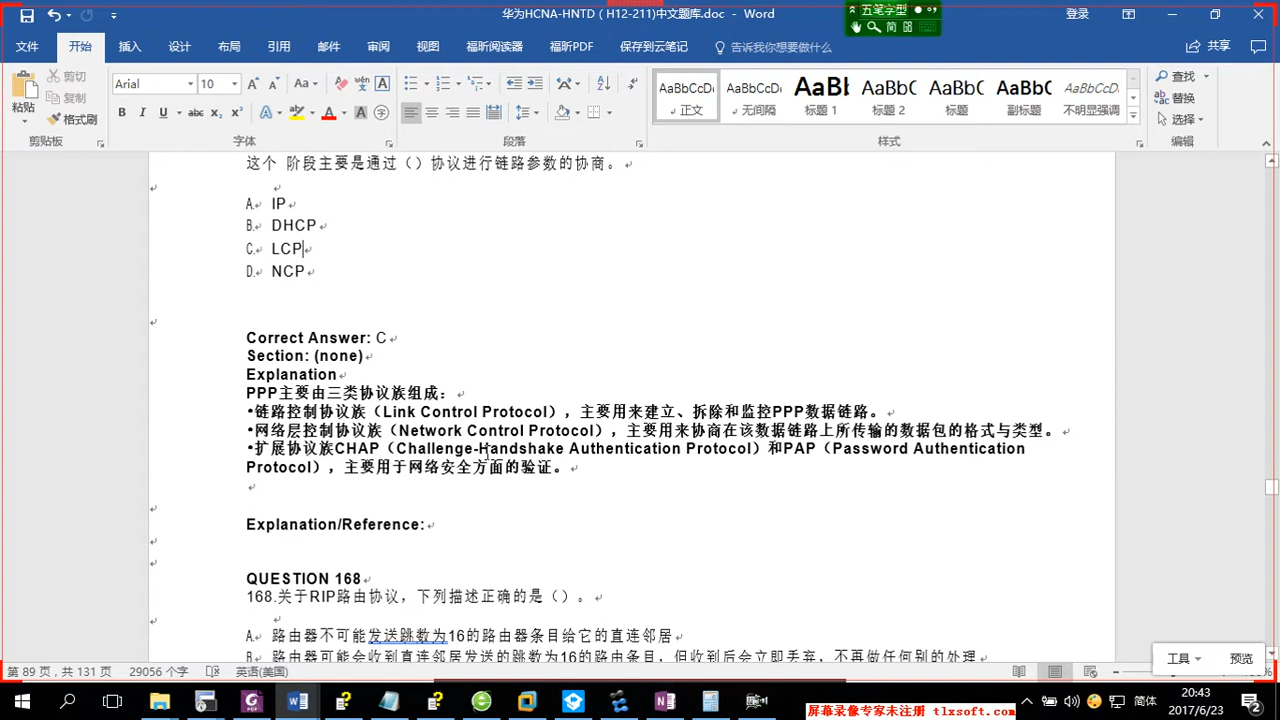 华为HCNA-HNTD ( H12-211)中文题库.doc - Word
五笔字型
简
登录
文件 开始 插入 设计 布局 引用 邮件 审阅 视图 福昕阅读器 福昕PDF 保存到云笔记 告诉我你想要做什么
共享
粘贴
剪切
复制
格式刷
剪贴板
Arial 10
字体
段落
AaBbCcDc 正文
AaBbCcDc 无间隔
AaBl 标题 1
AaBbC 标题 2
AaBbC 标题
AaBbC 副标题
AaBbCcDc 不明显强调
样式
查找
替换
选择
编辑
这个 阶段主要是通过（）协议进行链路参数的协商。
A. IP
B. DHCP
C. LCP
D. NCP
Correct Answer: C
Section: (none)
Explanation
PPP主要由三类协议族组成：
•链路控制协议族（Link Control Protocol），主要用来建立、拆除和监控PPP数据链路。
•网络层控制协议族（Network Control Protocol），主要用来协商在该数据链路上所传输的数据包的格式与类型。
•扩展协议族CHAP（Challenge-Handshake Authentication Protocol）和PAP（Password Authentication
Protocol），主要用于网络安全方面的验证。
Explanation/Reference:
QUESTION 168
168.关于RIP路由协议，下列描述正确的是（）。
A. 路由器不可能发送跳数为16的路由器条目给它的直连邻居
B. 路由器可能会收到直连邻居发送的跳数为16的路由条目，但收到后会立即丢弃，不再做任何别的处理
工具 预览
第 89 页，共 131 页 29056 个字 英语(美国)
简体
20:43
2017/6/23
屏幕录像专家未注册 tlxsoft.com